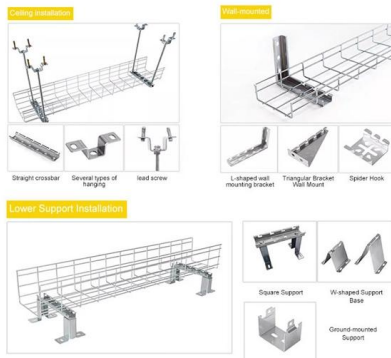 Ceiling installation
Wall-mounted
Straight crossbar
Several types of
hanging
lead screw
L-shaped wall
mounting bracket
Triangular Bracket
Wall Mount
Spider Hook
Lower Support Installation
Square Support
W-shaped Support
Base
Ground-mounted
Support